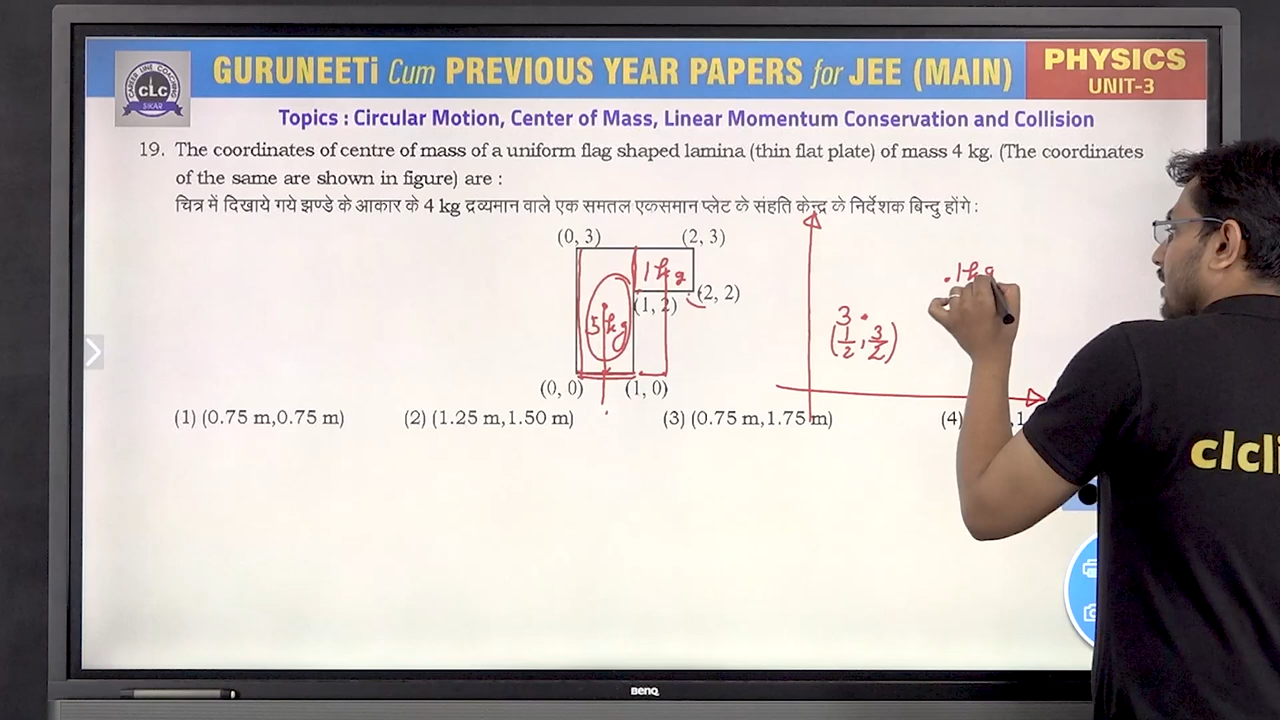 GURUNEETi Cum PREVIOUS YEAR PAPERS for JEE (MAIN)
PHYSICS
UNIT-3
CAREER LINE COACHING
CLC
SIKAR
Topics : Circular Motion, Center of Mass, Linear Momentum Conservation and Collision
19. The coordinates of centre of mass of a uniform flag shaped lamina (thin flat plate) of mass 4 kg. (The coordinates
of the same are shown in figure) are :
चित्र में दिखाये गये झण्डे के आकार के 4 kg द्रव्यमान वाले एक समतल एकसमान प्लेट के संहति केन्द्र के निर्देशक बिन्दु होंगे :
(0, 3) (2, 3)
1kg
(2, 2)
(1, 2)
3kg
(0, 0) (1, 0)
.1kg
3.
(1/2, 3/2)
(1) (0.75 m,0.75 m) (2) (1.25 m,1.50 m) (3) (0.75 m,1.75 m) (4)
clcli
BENQ